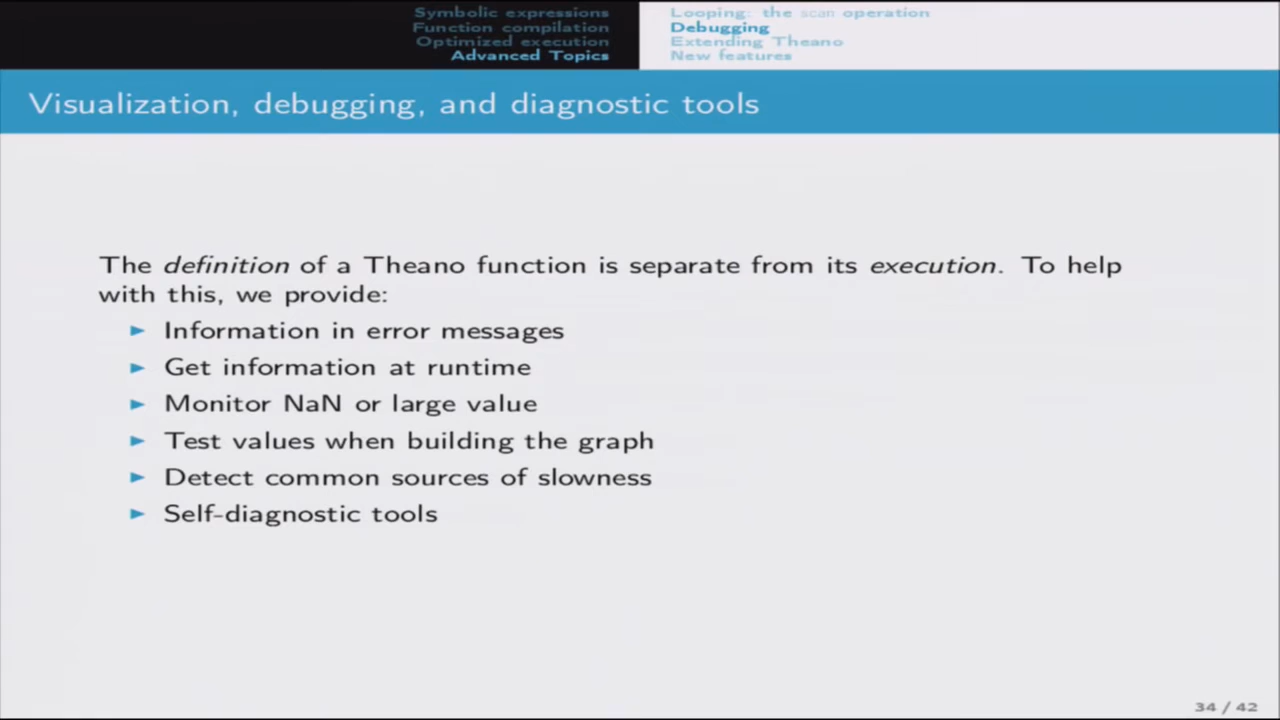 Symbolic expressions
Function compilation
Optimized execution
Advanced Topics
Looping: the scan operation
Debugging
Extending Theano
New features
Visualization, debugging, and diagnostic tools
The definition of a Theano function is separate from its execution. To help
with this, we provide:
► Information in error messages
► Get information at runtime
► Monitor NaN or large value
► Test values when building the graph
► Detect common sources of slowness
► Self-diagnostic tools
34 / 42